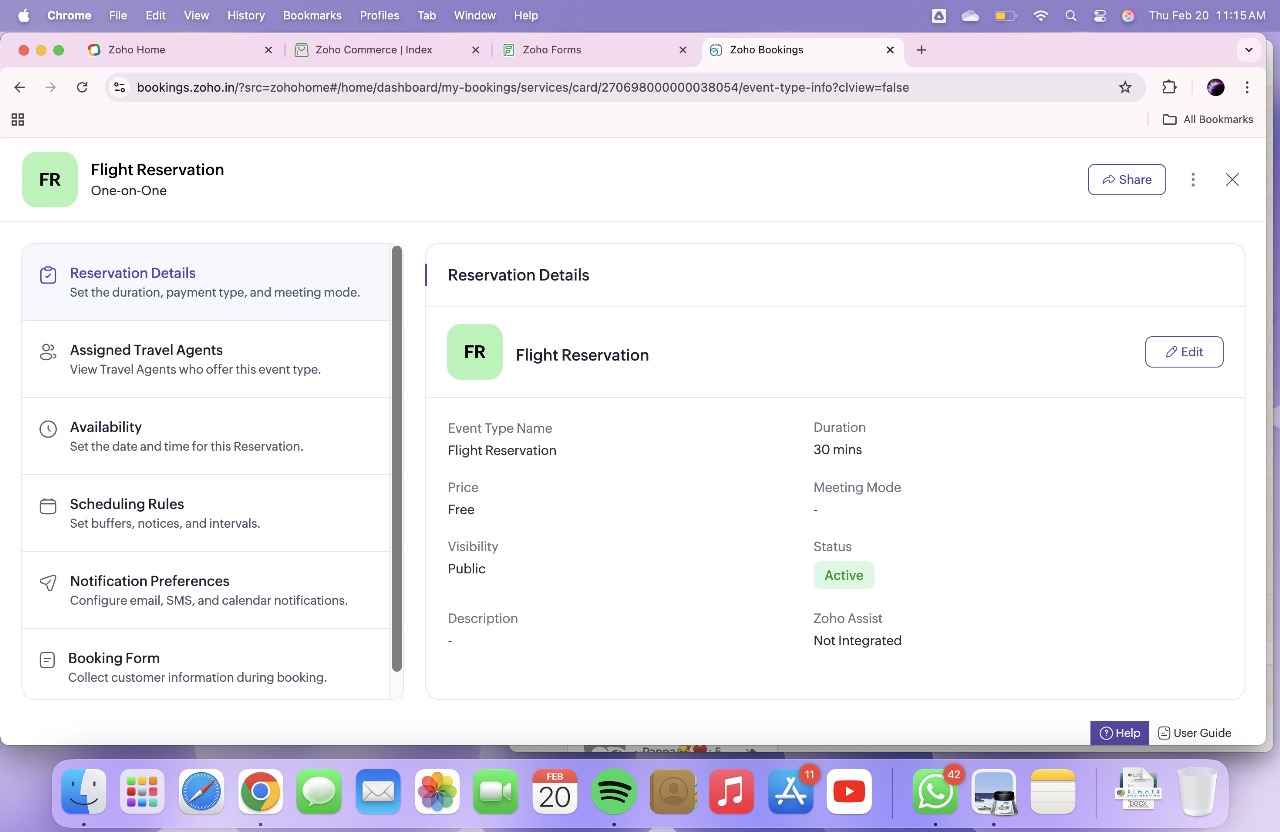 Chrome File Edit View History Bookmarks Profiles Tab Window Help Thu Feb 20 11:15 AM
Zoho Home Zoho Commerce | Index Zoho Forms Zoho Bookings
bookings.zoho.in/?src=zohohome#/home/dashboard/my-bookings/services/card/270698000000038054/event-type-info?clview=false
All Bookmarks
FR
Flight Reservation
One-on-One
Share
Reservation Details
Set the duration, payment type, and meeting mode.
Assigned Travel Agents
View Travel Agents who offer this event type.
Availability
Set the date and time for this Reservation.
Scheduling Rules
Set buffers, notices, and intervals.
Notification Preferences
Configure email, SMS, and calendar notifications.
Booking Form
Collect customer information during booking.
Reservation Details
FR
Flight Reservation
Edit
Event Type Name
Flight Reservation
Duration
30 mins
Price
Free
Meeting Mode
-
Visibility
Public
Status
Active
Description
-
Zoho Assist
Not Integrated
Help User Guide
FEB
20
11
42
DOCX